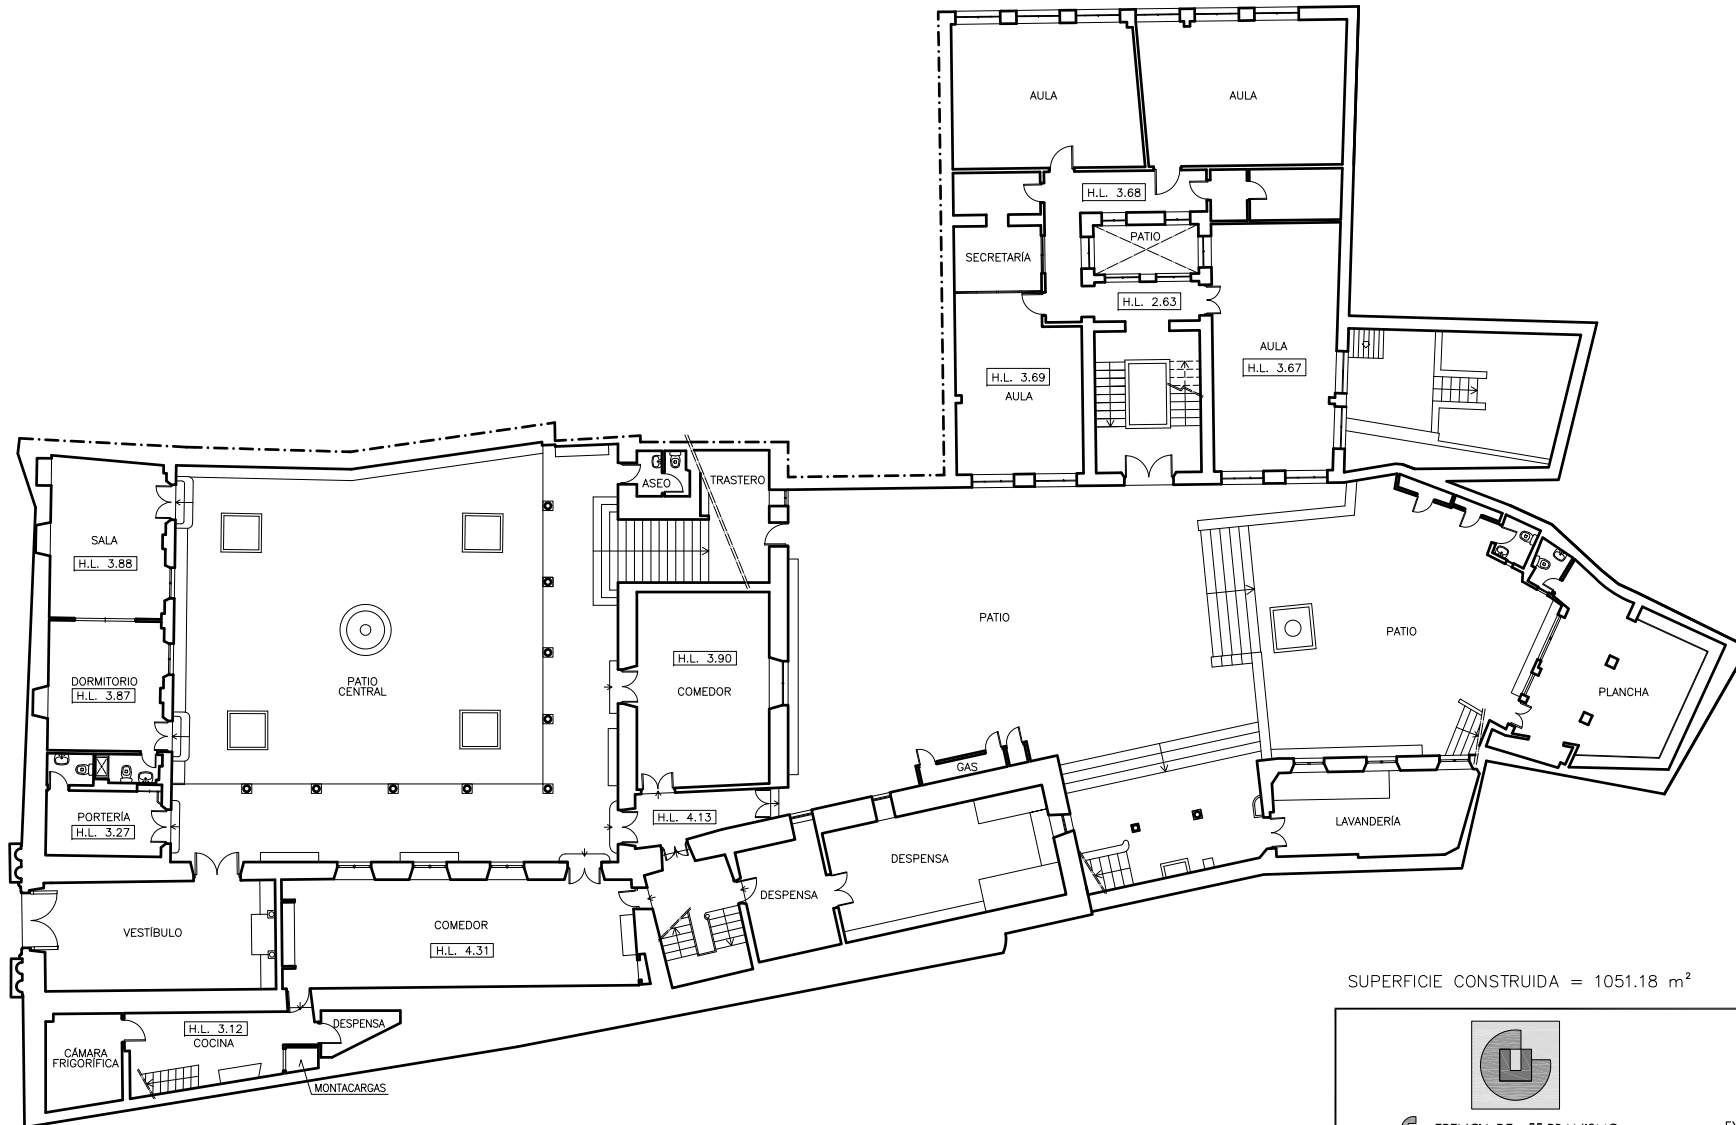 AULA
AULA
H.L. 3.68
PATIO
SECRETARÍA
H.L. 2.63
AULA
H.L. 3.67
H.L. 3.69
AULA
ASEO
TRASTERO
SALA
H.L. 3.88
PATIO
PATIO
H.L. 3.90
COMEDOR
DORMITORIO
H.L. 3.87
PATIO
CENTRAL
PLANCHA
GAS
PORTERÍA
H.L. 3.27
H.L. 4.13
LAVANDERÍA
DESPENSA
DESPENSA
VESTÍBULO
COMEDOR
H.L. 4.31
SUPERFICIE CONSTRUIDA = 1051.18 m²
H.L. 3.12
COCINA
DESPENSA
CÁMARA
FRIGORÍFICA
MONTACARGAS